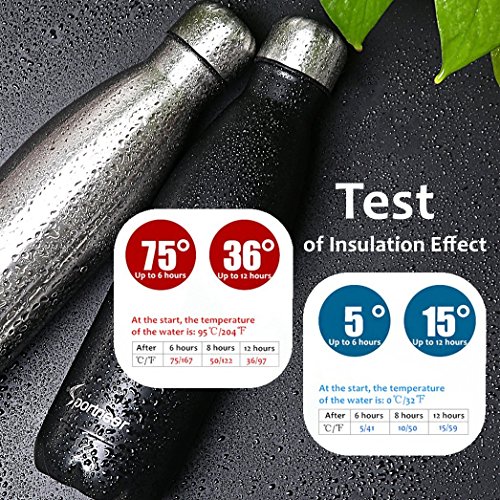 Test
of Insulation Effect
75°
Up to 6 hours
36°
Up to 12 hours
At the start, the temperature
of the water is: 95℃/204℉
After 6 hours 8 hours 12 hours
℃/℉ 75/167 50/122 36/97
5°
Up to 6 hours
15°
Up to 12 hours
At the start, the temperature
of the water is: 0℃/32℉
After 6 hours 8 hours 12 hours
℃/℉ 5/41 10/50 15/59